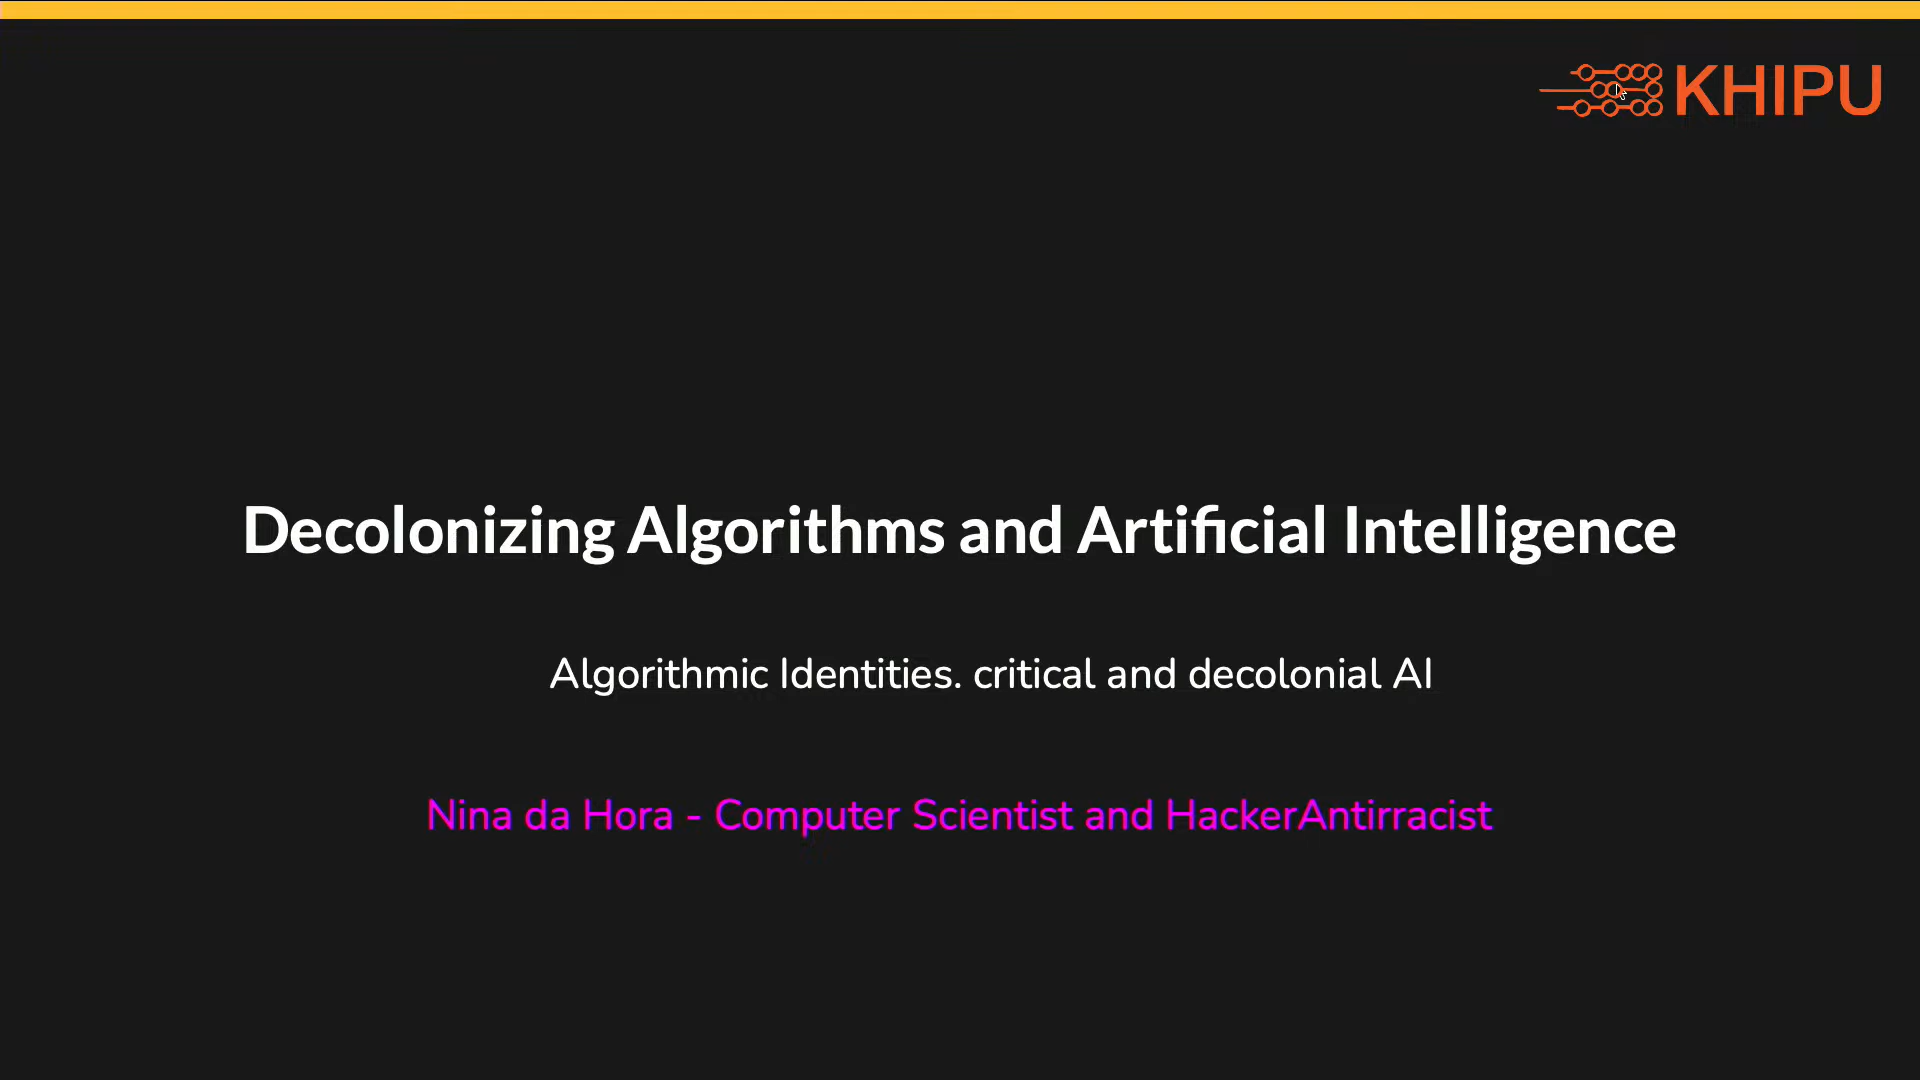 KHIPU
Decolonizing Algorithms and Artificial Intelligence
Algorithmic Identities. critical and decolonial AI
Nina da Hora - Computer Scientist and HackerAntirracist